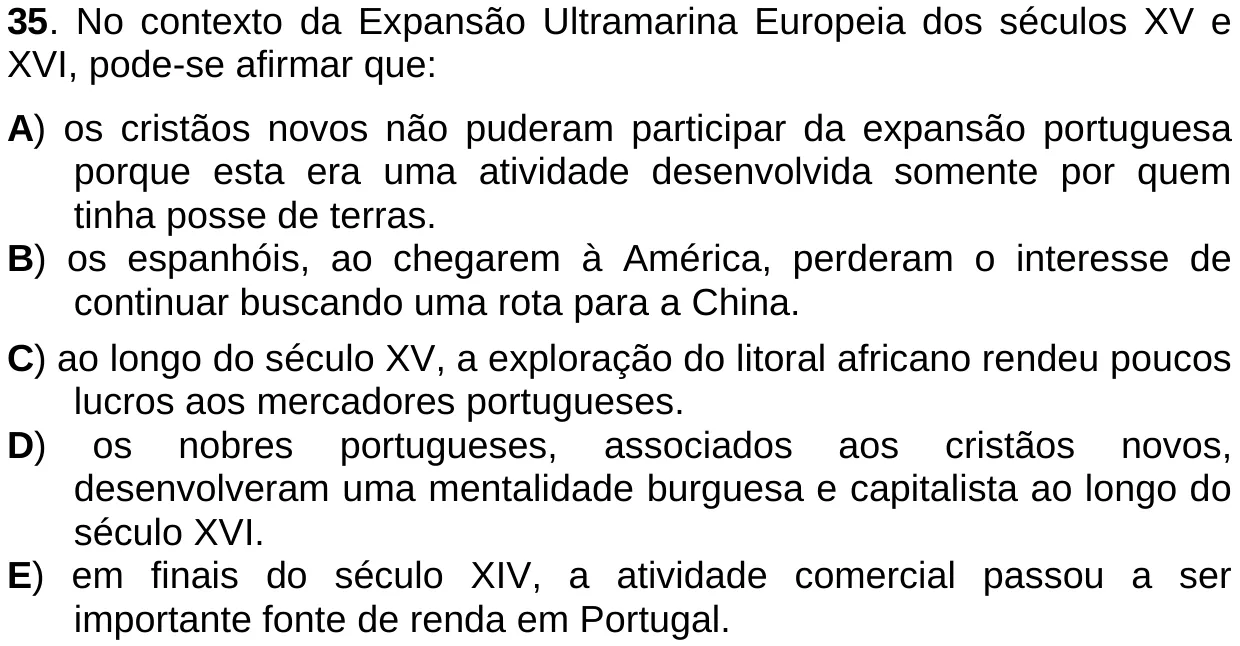 35. No contexto da Expansão Ultramarina Europeia dos séculos XV e
XVI, pode-se afirmar que:
A) os cristãos novos não puderam participar da expansão portuguesa
porque esta era uma atividade desenvolvida somente por quem
tinha posse de terras.
B) os espanhóis, ao chegarem à América, perderam o interesse de
continuar buscando uma rota para a China.
C) ao longo do século XV, a exploração do litoral africano rendeu poucos
lucros aos mercadores portugueses.
D) os nobres portugueses, associados aos cristãos novos,
desenvolveram uma mentalidade burguesa e capitalista ao longo do
século XVI.
E) em finais do século XIV, a atividade comercial passou a ser
importante fonte de renda em Portugal.